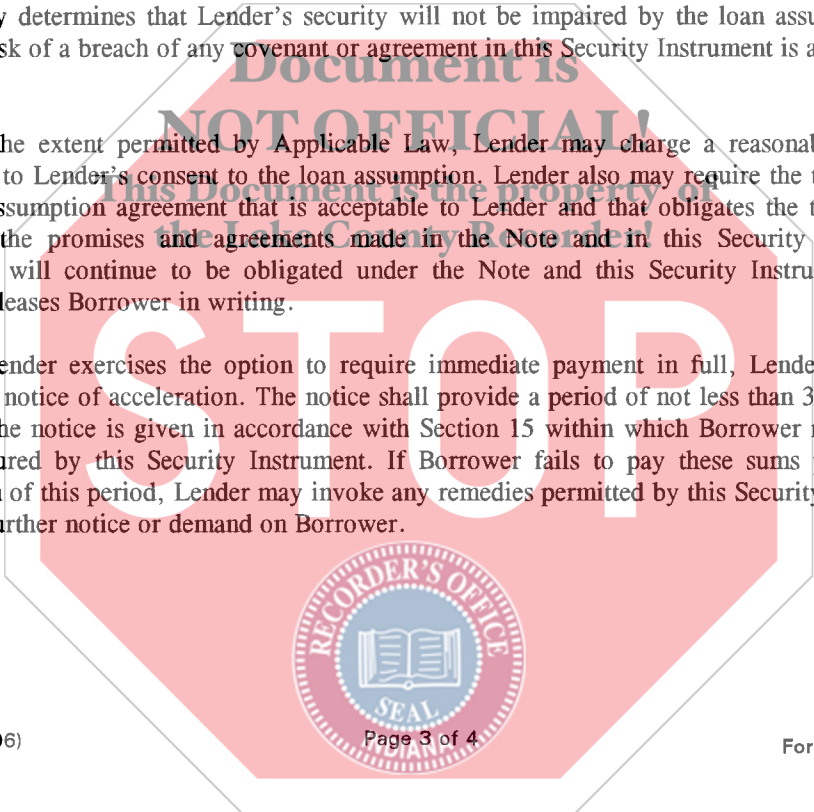 y determines that Lender's security will not be impaired by the loan assu
sk of a breach of any covenant or agreement in this Security Instrument is a
Document is
NOT OFFICIAL!
he extent permitted by Applicable Law, Lender may charge a reasonab
to Lender's consent to the loan assumption. Lender also may require the t
This Document is the property of
ssumption agreement that is acceptable to Lender and that obligates the t
the Lake County Recorder!
the promises and agreements made in the Note and in this Security
will continue to be obligated under the Note and this Security Instru
leases Borrower in writing.
STOP
ender exercises the option to require immediate payment in full, Lende
notice of acceleration. The notice shall provide a period of not less than 3
he notice is given in accordance with Section 15 within which Borrower
ured by this Security Instrument. If Borrower fails to pay these sums
of this period, Lender may invoke any remedies permitted by this Security
urther notice or demand on Borrower.
RECORDER'S OFFICE
SEAL
INDIANA
06)
Page 3 of 4
For